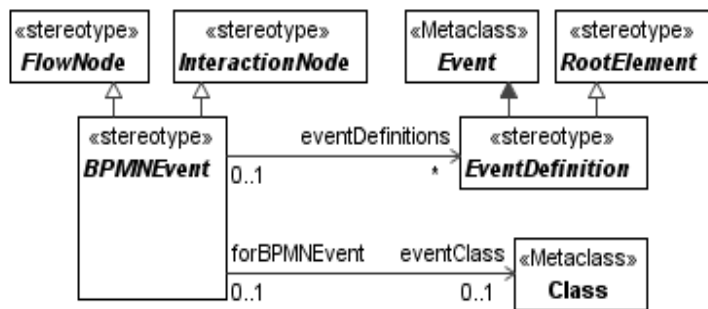 «stereotype»
FlowNode
«stereotype»
InteractionNode
«Metaclass»
Event
«stereotype»
RootElement
«stereotype»
BPMNEvent
eventDefinitions
0..1
*
«stereotype»
EventDefinition
forBPMNEvent
eventClass
0..1
0..1
«Metaclass»
Class